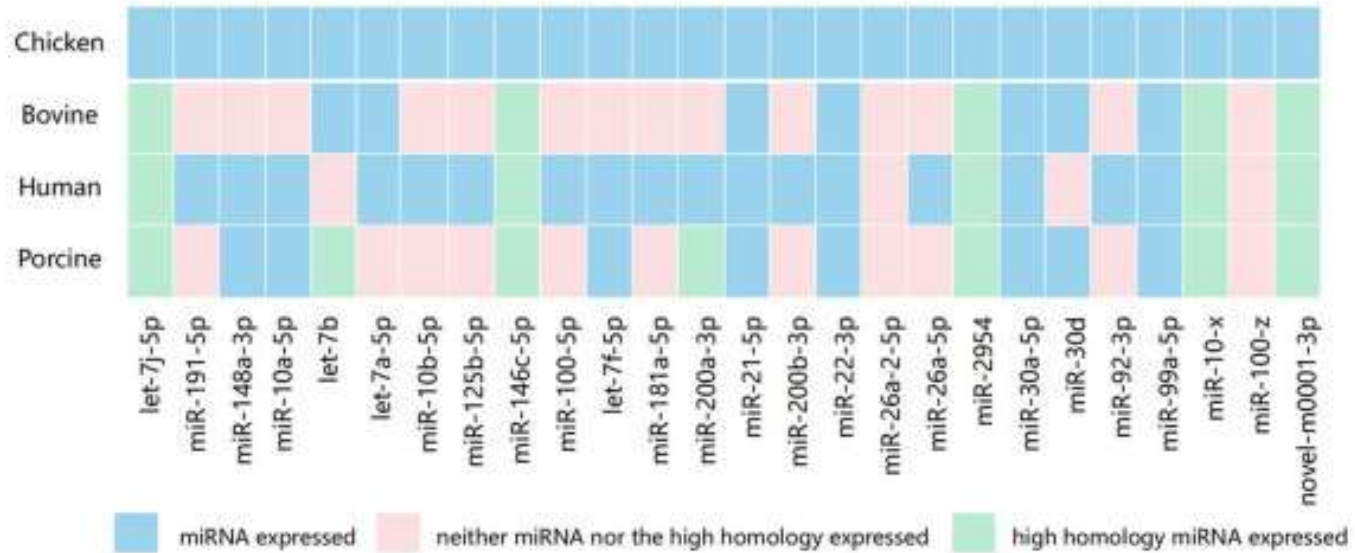 Chicken
Bovine
Human
Porcine
let-7j-5p
miR-191-5p
miR-148a-3p
miR-10a-5p
let-7b
let-7a-5p
miR-10b-5p
miR-125b-5p
miR-146c-5p
miR-100-5p
let-7f-5p
miR-181a-5p
miR-200a-3p
miR-21-5p
miR-200b-3p
miR-22-3p
miR-26a-2-5p
miR-26a-5p
miR-2954
miR-30a-5p
miR-30d
miR-92-3p
miR-99a-5p
miR-10-x
miR-100-z
novel-m0001-3p
miRNA expressed
neither miRNA nor the high homology expressed
high homology miRNA expressed